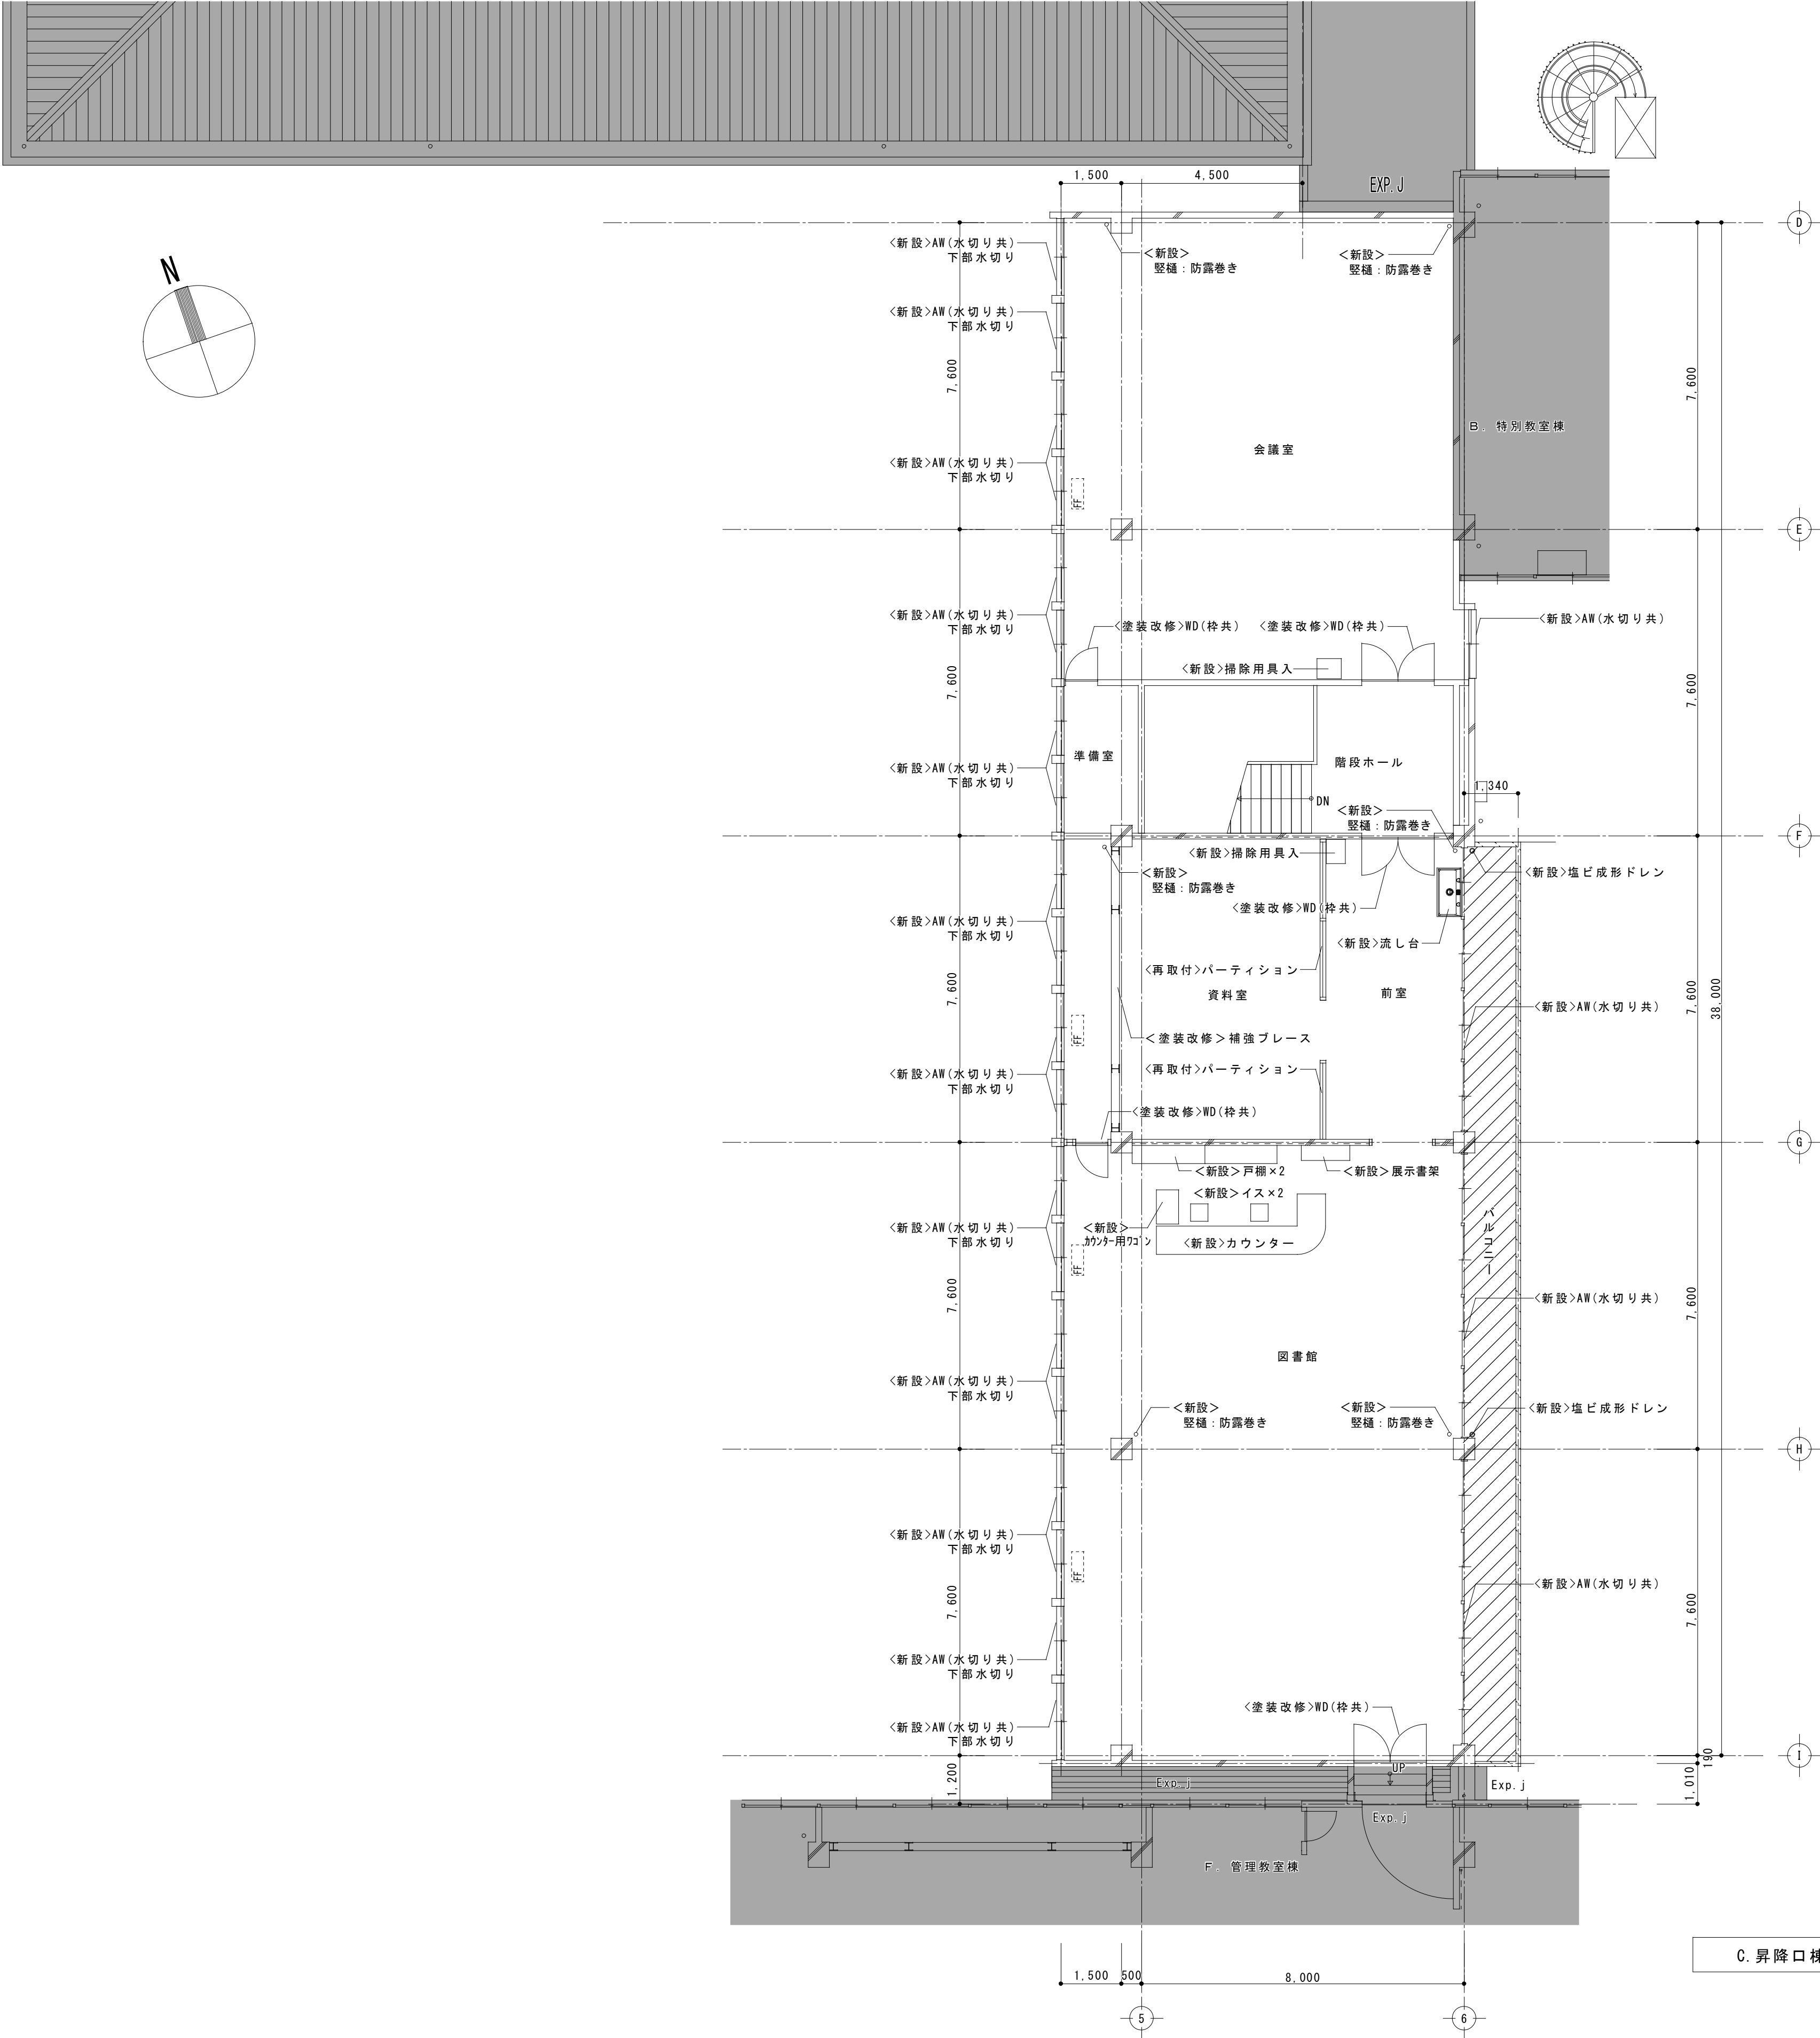 N
1,500
4,500
EXP.J
D
<新設>AW(水切り共)
下部水切り
<新設>
竪樋：防露巻き
<新設>
竪樋：防露巻き
<新設>AW(水切り共)
下部水切り
7,600
7,600
B. 特別教室棟
会議室
<新設>AW(水切り共)
下部水切り
FF
E
<新設>AW(水切り共)
下部水切り
<塗装改修>WD(枠共)
<塗装改修>WD(枠共)
<新設>AW(水切り共)
<新設>掃除用具入
7,600
7,600
準備室
階段ホール
<新設>AW(水切り共)
下部水切り
DN
1,340
<新設>
竪樋：防露巻き
F
<新設>掃除用具入
<新設>
竪樋：防露巻き
<新設>塩ビ成形ドレン
<塗装改修>WD(枠共)
<新設>AW(水切り共)
下部水切り
<新設>流し台
<再取付>パーティション
7,600
資料室
前室
7,600
38,000
<新設>AW(水切り共)
FF
<塗装改修>補強ブレース
<新設>AW(水切り共)
下部水切り
<再取付>パーティション
<塗装改修>WD(枠共)
G
<新設>戸棚×2
<新設>展示書架
<新設>イス×2
<新設>AW(水切り共)
下部水切り
<新設>
カウンター用ワゴン
<新設>カウンター
バルコニー
FF
7,600
7,600
<新設>AW(水切り共)
図書館
<新設>AW(水切り共)
下部水切り
<新設>
竪樋：防露巻き
<新設>
竪樋：防露巻き
<新設>塩ビ成形ドレン
H
<新設>AW(水切り共)
下部水切り
FF
<新設>AW(水切り共)
7,600
7,600
<新設>AW(水切り共)
下部水切り
<塗装改修>WD(枠共)
<新設>AW(水切り共)
下部水切り
I
190
UP
1,200
Exp.j
Exp.j
1,010
Exp.j
F. 管理教室棟
C.昇降口棟
1,500
500
8,000
5
6